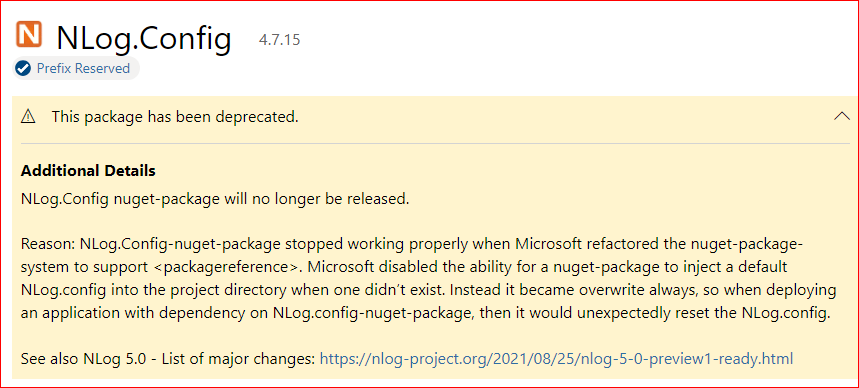 N NLog.Config 4.7.15
Prefix Reserved
This package has been deprecated.
Additional Details
NLog.Config nuget-package will no longer be released.
Reason: NLog.Config-nuget-package stopped working properly when Microsoft refactored the nuget-package-
system to support <packagereference>. Microsoft disabled the ability for a nuget-package to inject a default
NLog.config into the project directory when one didn't exist. Instead it became overwrite always, so when deploying
an application with dependency on NLog.config-nuget-package, then it would unexpectedly reset the NLog.config.
See also NLog 5.0 - List of major changes: https://nlog-project.org/2021/08/25/nlog-5-0-preview1-ready.html